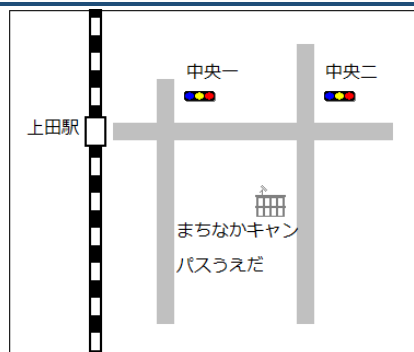 中央一
中央二
上田駅
まちなかキャン
パスうえだ